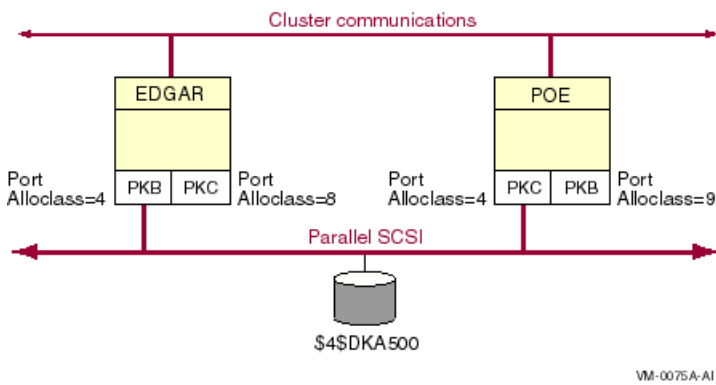 Cluster communications
EDGAR
POE
Port
Alloclass=4
PKB
PKC
Port
Alloclass=8
Port
Alloclass=4
PKC
PKB
Port
Alloclass=9
Parallel SCSI
$4$DKA500
VM-0075A-AI